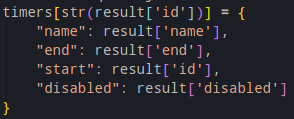 timers[str(result['id'])] = {
    "name": result['name'],
    "end": result['end'],
    "start": result['id'],
    "disabled": result['disabled']
}